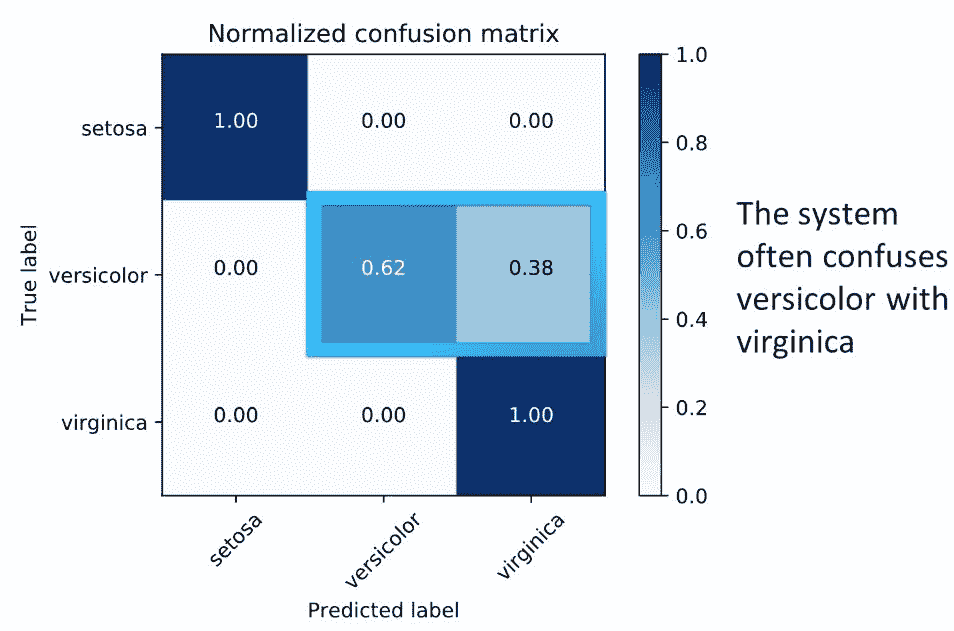 Normalized confusion matrix
True label
setosa
versicolor
virginica
1.00 0.00 0.00
0.00 0.62 0.38
0.00 0.00 1.00
setosa versicolor virginica
Predicted label
1.0
0.8
0.6
0.4
0.2
0.0
The system
often confuses
versicolor with
virginica